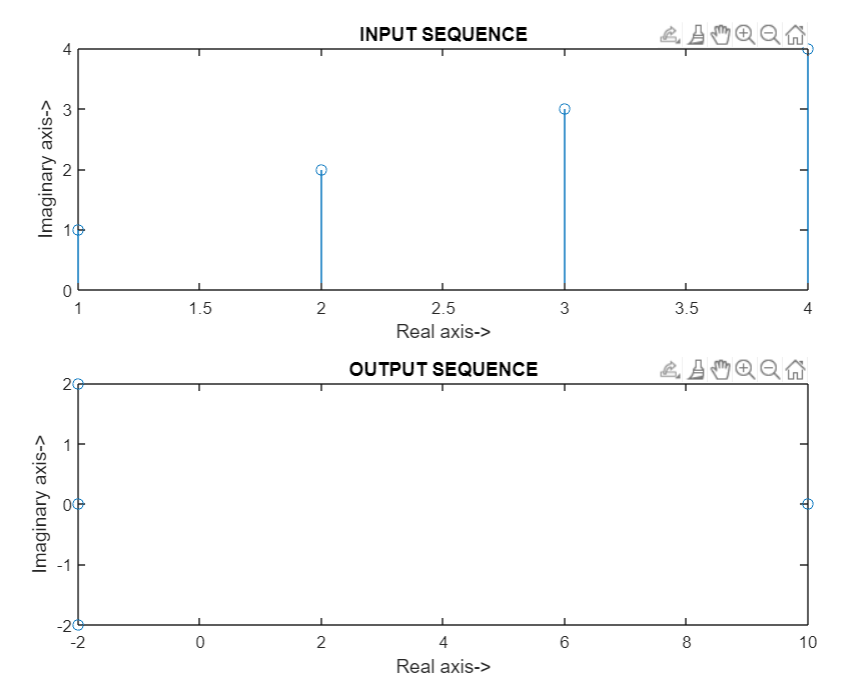 INPUT SEQUENCE
4
3
2
1
0
Imaginary axis->
1 1.5 2 2.5 3 3.5 4
Real axis->
OUTPUT SEQUENCE
2
1
0
-1
-2
Imaginary axis->
-2 0 2 4 6 8 10
Real axis->